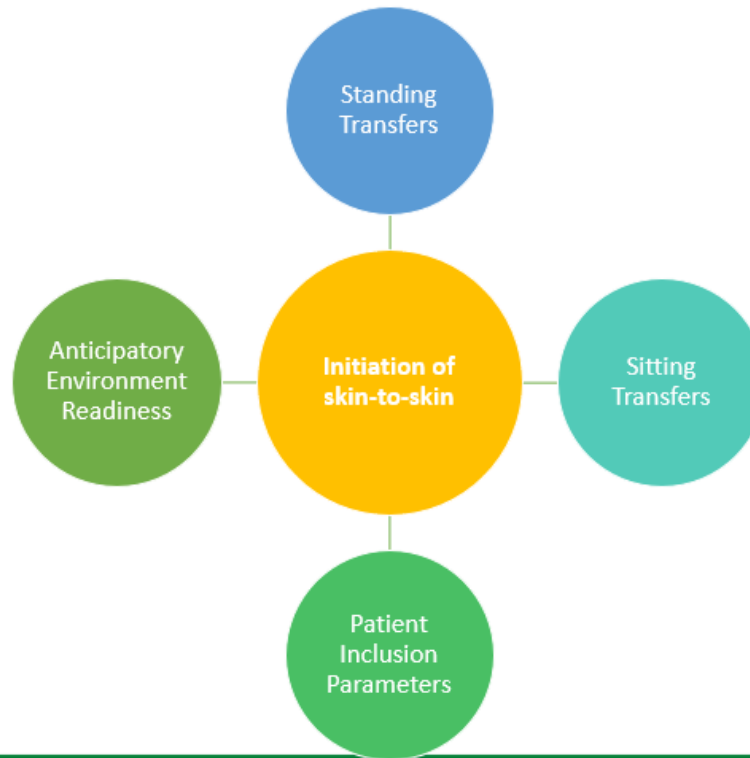 Standing
Transfers
Anticipatory
Environment
Readiness
Initiation of
skin-to-skin
Sitting
Transfers
Patient
Inclusion
Parameters